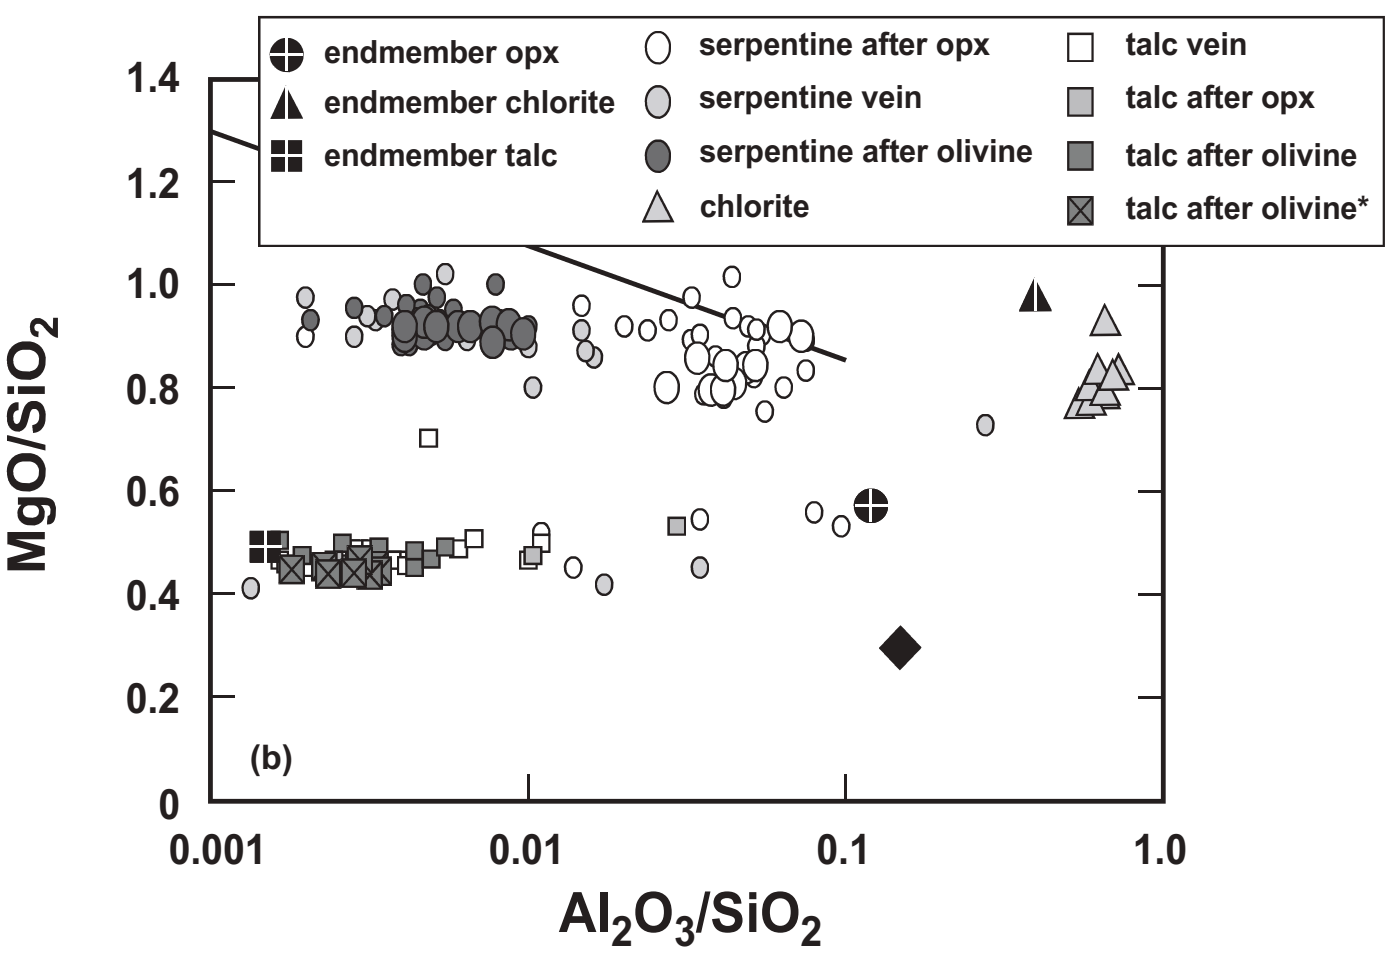 endmember opx
endmember chlorite
endmember talc
serpentine after opx
serpentine vein
serpentine after olivine
chlorite
talc vein
talc after opx
talc after olivine
talc after olivine*
1.4
1.2
1.0
0.8
0.6
0.4
0.2
0
MgO/SiO2
(b)
0.001
0.01
0.1
1.0
Al2O3/SiO2